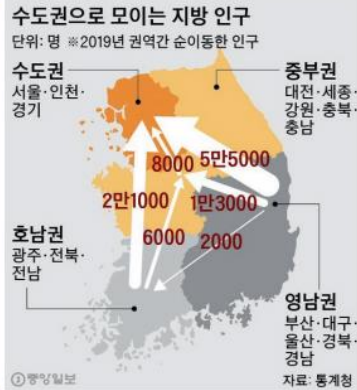 수도권으로 모이는 지방 인구
단위: 명 ※2019년 권역간 순이동한 인구
수도권
서울·인천·
경기
중부권
대전·세종·
강원·충북·
충남
8000
5만5000
2만1000
1만3000
6000
2000
호남권
광주·전북·
전남
영남권
부산·대구·
울산·경북·
경남
중앙일보
자료: 통계청